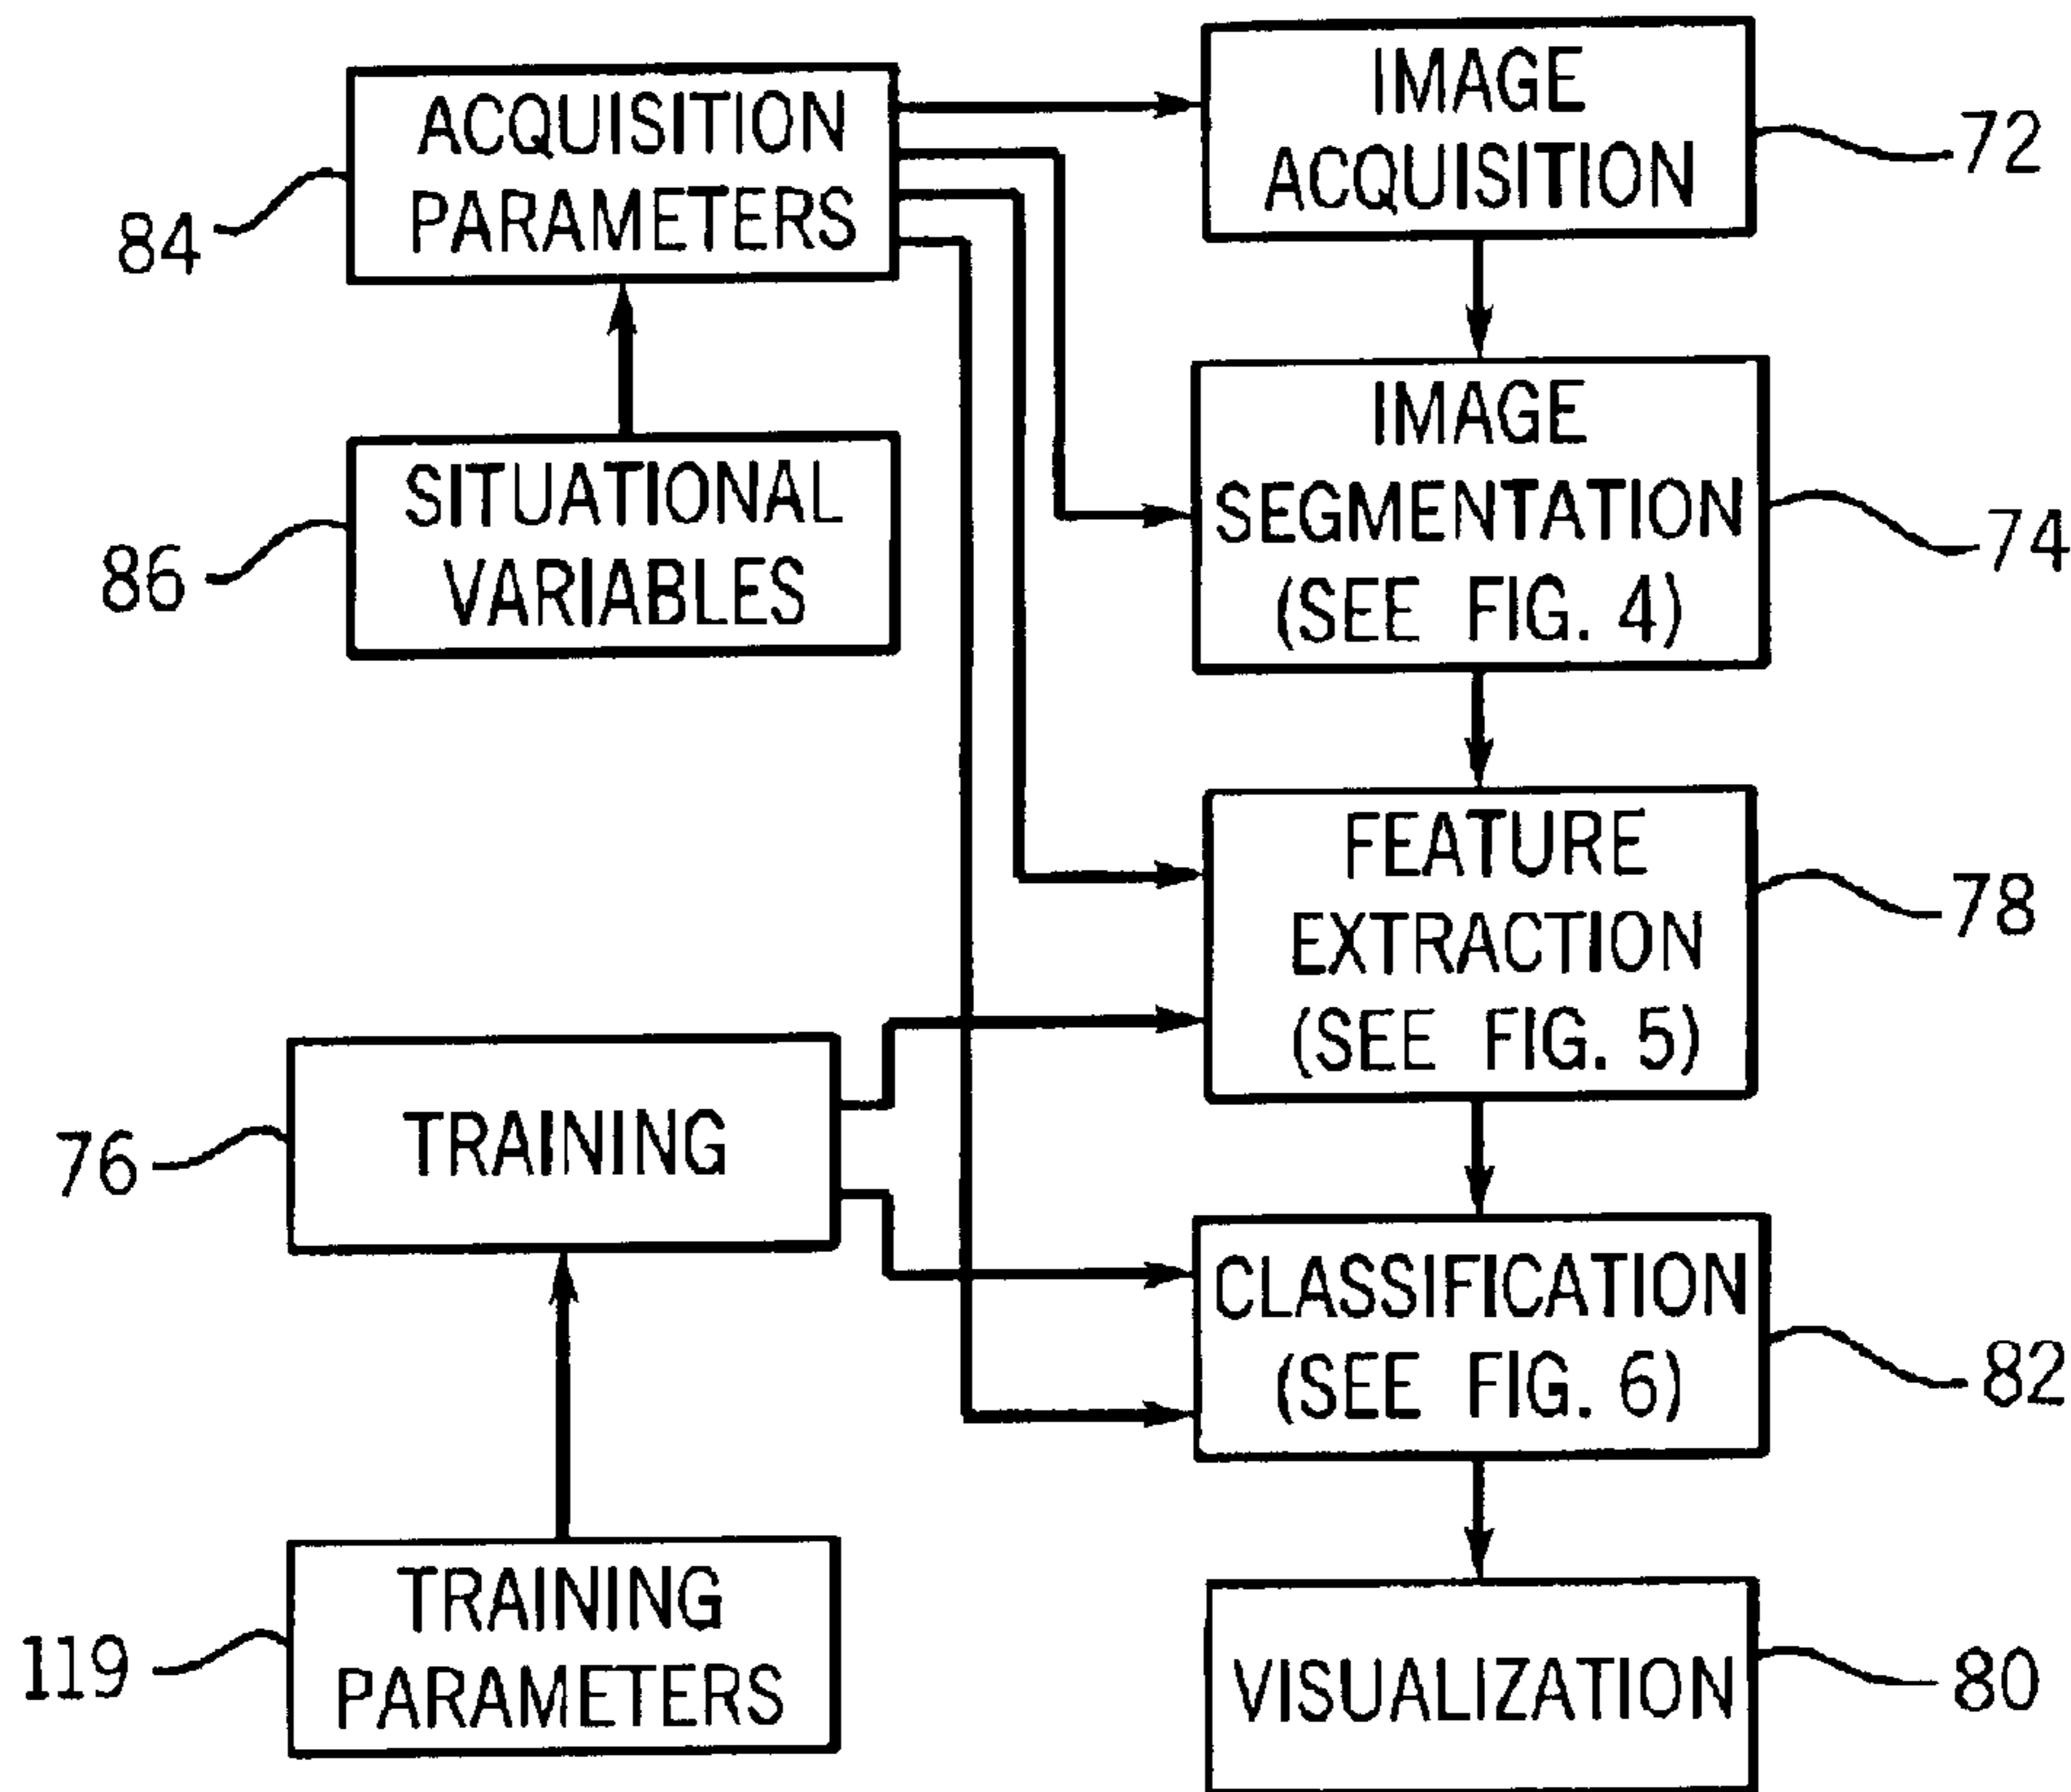 ACQUISITION
PARAMETERS
84
IMAGE
ACQUISITION
72
SITUATIONAL
VARIABLES
86
IMAGE
SEGMENTATION
(SEE FIG. 4)
74
FEATURE
EXTRACTION
(SEE FIG. 5)
78
TRAINING
76
CLASSIFICATION
(SEE FIG. 6)
82
TRAINING
PARAMETERS
119
VISUALIZATION
80